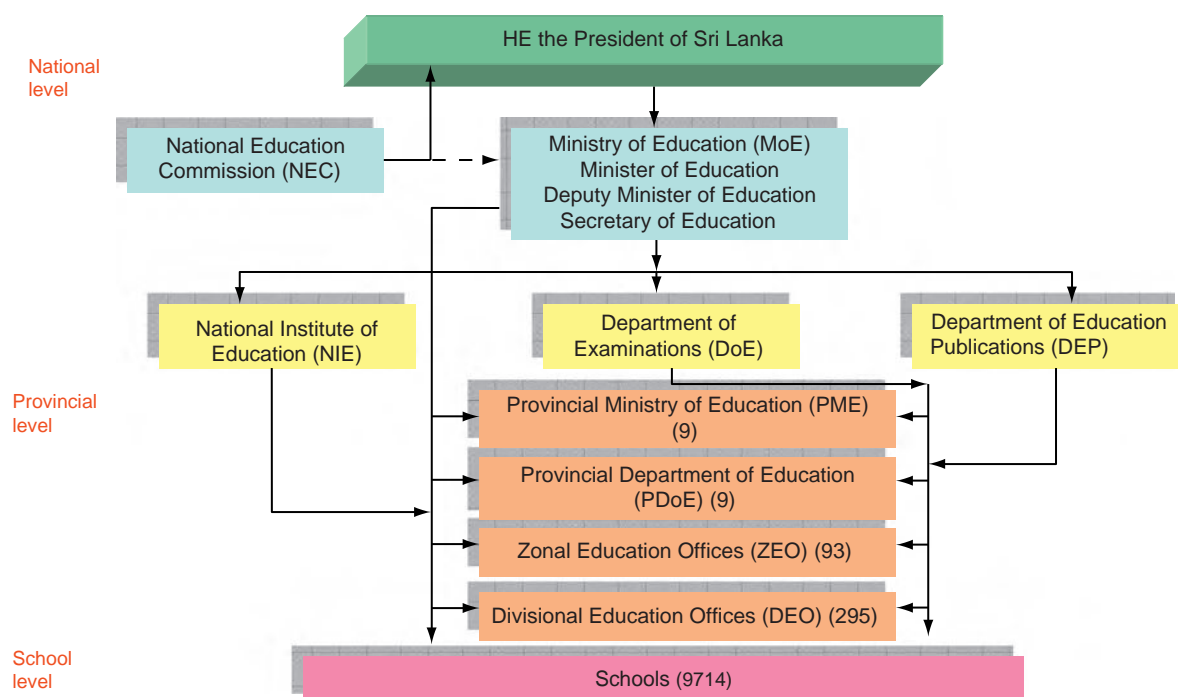 HE the President of Sri Lanka
National
level
National Education
Commission (NEC)
Ministry of Education (MoE)
Minister of Education
Deputy Minister of Education
Secretary of Education
National Institute of
Education (NIE)
Department of
Examinations (DoE)
Department of Education
Publications (DEP)
Provincial
level
Provincial Ministry of Education (PME)
(9)
Provincial Department of Education
(PDoE) (9)
Zonal Education Offices (ZEO) (93)
Divisional Education Offices (DEO) (295)
School
level
Schools (9714)